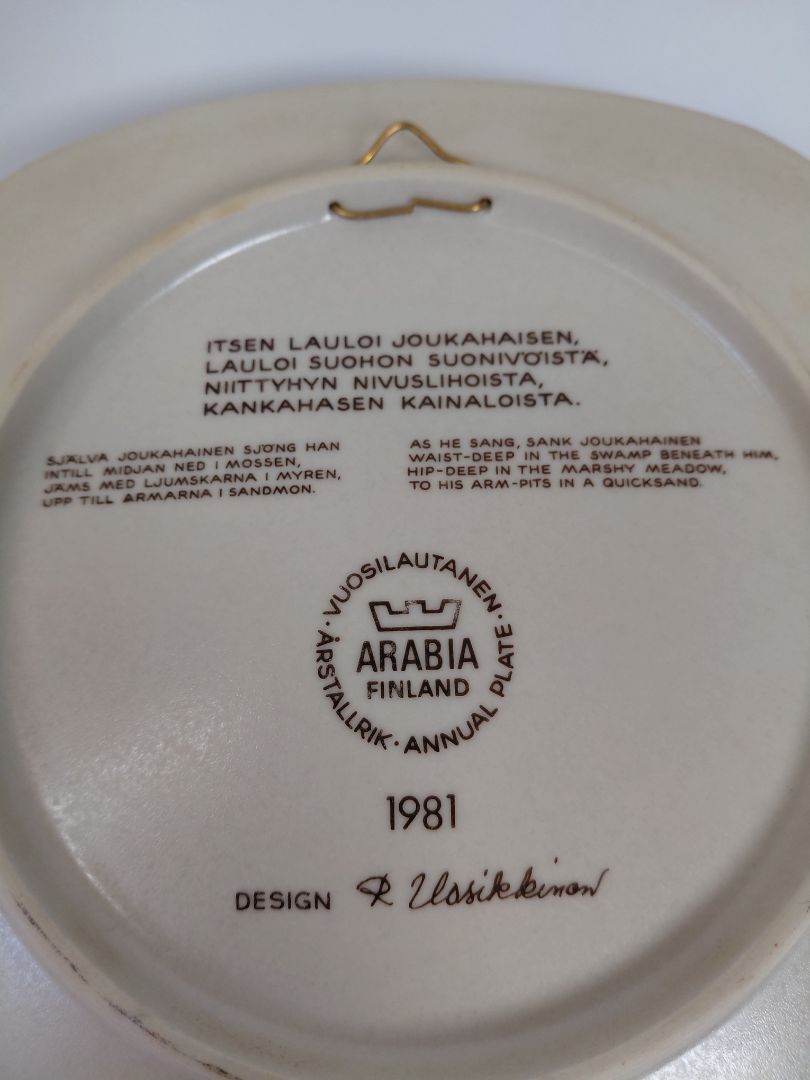 ITSEN LAULOI JOUKAHAISEN,
LAULOI SUOHON SUONIVÖISTÄ,
NIITTYHYN NIVUSLIHOISTA,
KANKAHASEN KAINALOISTA.
SJÄLVA JOUKAHAINEN SJÖNG HAN
INTILL MIDJAN NED I MOSSEN,
JÄMS MED LJUMSKARNA I MYREN,
UPP TILL ARMARNA I SANDMON.
AS HE SANG, SANK JOUKAHAINEN
WAIST-DEEP IN THE SWAMP BENEATH HIM,
HIP-DEEP IN THE MARSHY MEADOW,
TO HIS ARM-PITS IN A QUICKSAND.
· VUOSILAUTANEN · ANNUAL PLATE · ÅRSTALLRIK
ARABIA
FINLAND
1981
DESIGN R Uosikkinen